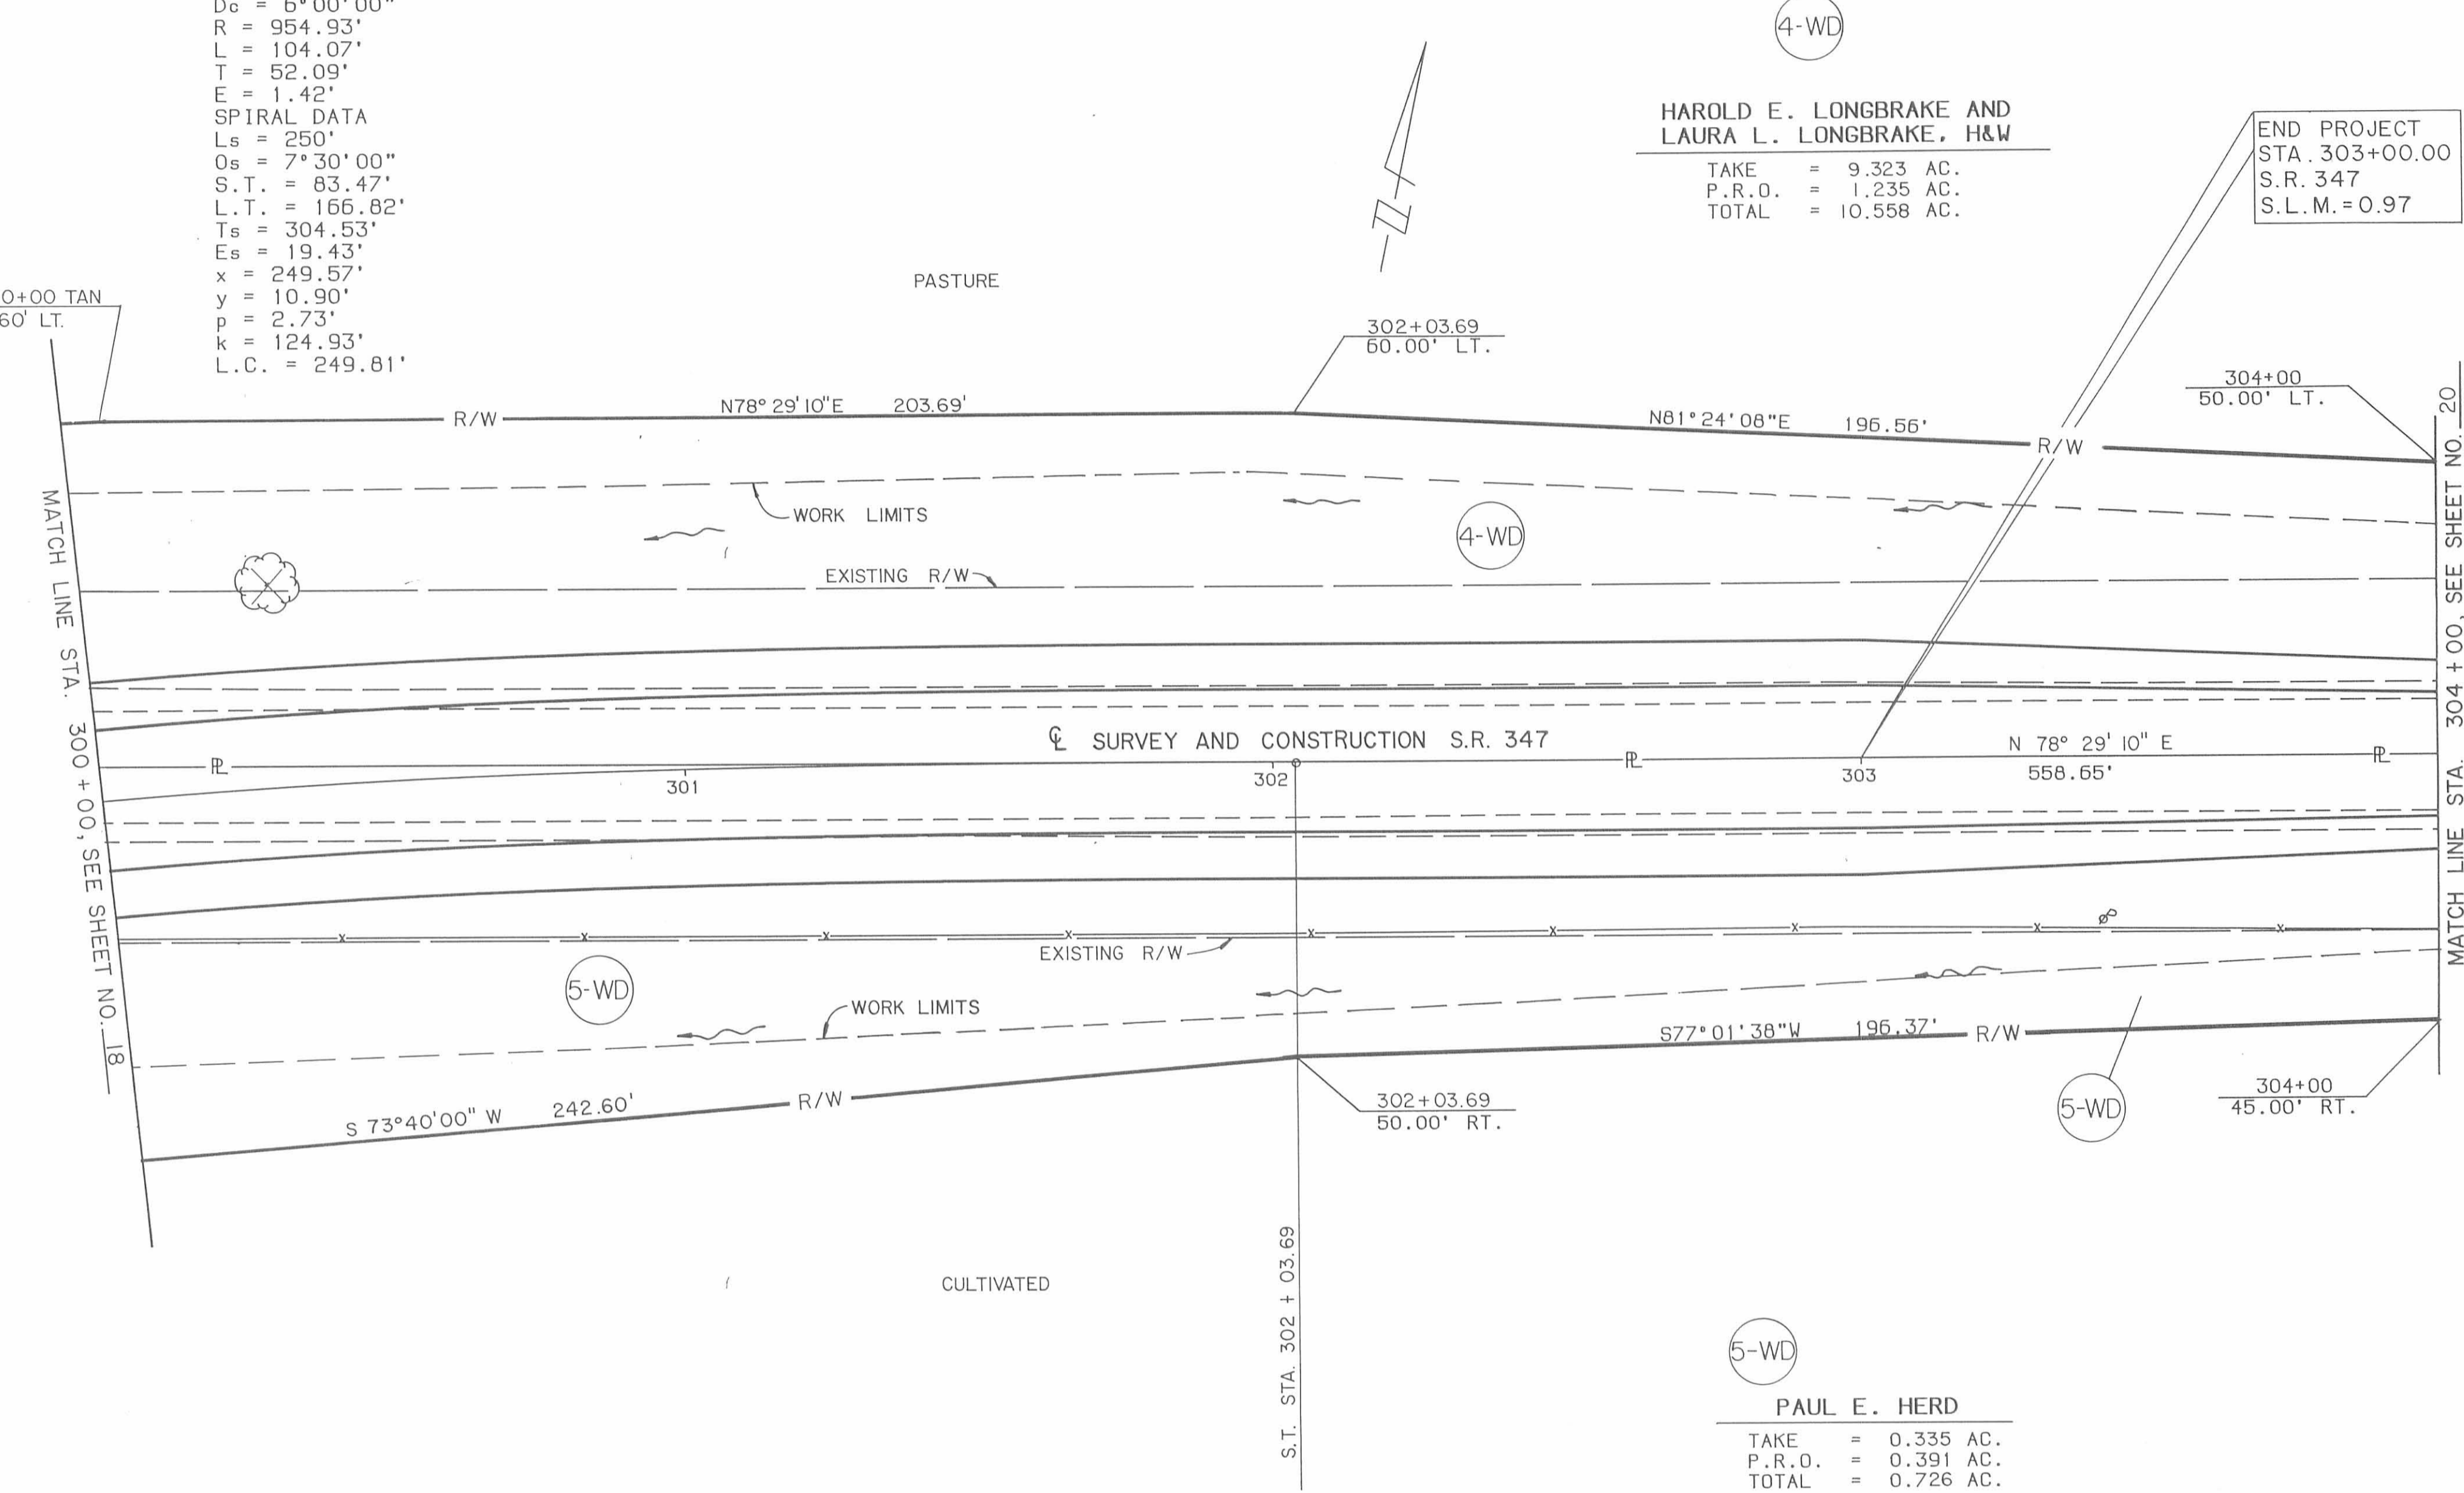 Dc = 6°00'00"
R = 954.93'
L = 104.07'
T = 52.09'
E = 1.42'
SPIRAL DATA
Ls = 250'
Os = 7°30'00"
S.T. = 83.47'
L.T. = 166.82'
Ts = 304.53'
Es = 19.43'
x = 249.57'
y = 10.90'
p = 2.73'
k = 124.93'
L.C. = 249.81'
4-WD
HAROLD E. LONGBRAKE AND
LAURA L. LONGBRAKE, H&W
TAKE = 9.323 AC.
P.R.O. = 1.235 AC.
TOTAL = 10.558 AC.
END PROJECT
STA. 303+00.00
S.R. 347
S.L.M. = 0.97
N
PASTURE
0+00 TAN
60' LT.
302+03.69
60.00' LT.
304+00
50.00' LT.
R/W
N78° 29' 10"E 203.69'
N81° 24' 08"E 196.56'
R/W
WORK LIMITS
4-WD
EXISTING R/W
MATCH LINE STA. 300+00, SEE SHEET NO. 18
MATCH LINE STA. 304+00, SEE SHEET NO. 20
℄ SURVEY AND CONSTRUCTION S.R. 347
N 78° 29' 10" E
558.65'
PL
PL
PL
301
302
303
x x x x x x x x x
EXISTING R/W
5-WD
WORK LIMITS
S77° 01' 38"W 196.37'
R/W
S 73°40'00" W 242.60'
R/W
302+03.69
50.00' RT.
5-WD
304+00
45.00' RT.
S.T. STA. 302 + 03.69
CULTIVATED
5-WD
PAUL E. HERD
TAKE = 0.335 AC.
P.R.O. = 0.391 AC.
TOTAL = 0.726 AC.